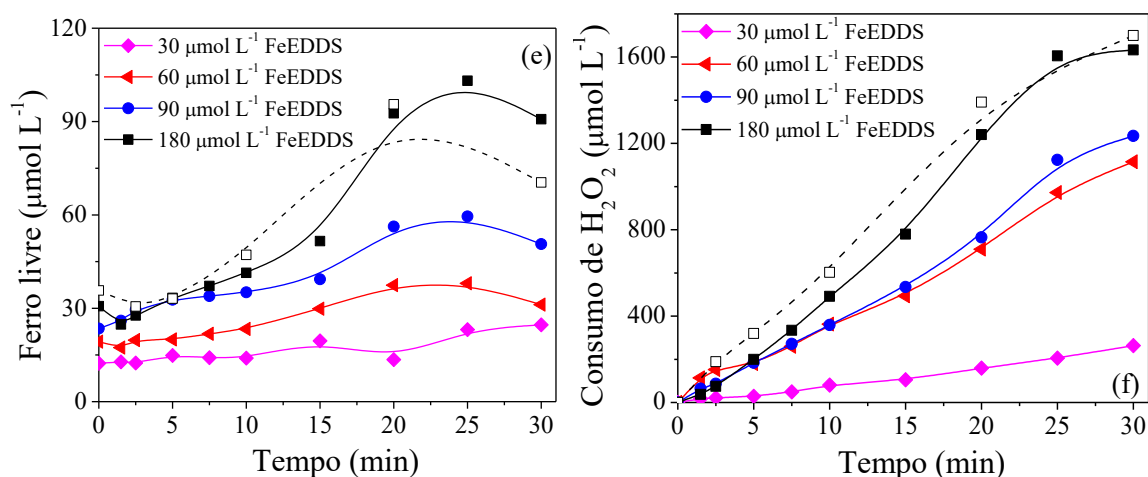 (e)
30 μmol L⁻¹ FeEDDS
60 μmol L⁻¹ FeEDDS
90 μmol L⁻¹ FeEDDS
180 μmol L⁻¹ FeEDDS
Ferro livre (μmol L⁻¹)
120
90
60
30
0
0 5 10 15 20 25 30
Tempo (min)
(f)
30 μmol L⁻¹ FeEDDS
60 μmol L⁻¹ FeEDDS
90 μmol L⁻¹ FeEDDS
180 μmol L⁻¹ FeEDDS
Consumo de H₂O₂ (μmol L⁻¹)
1600
1200
800
400
0
0 5 10 15 20 25 30
Tempo (min)